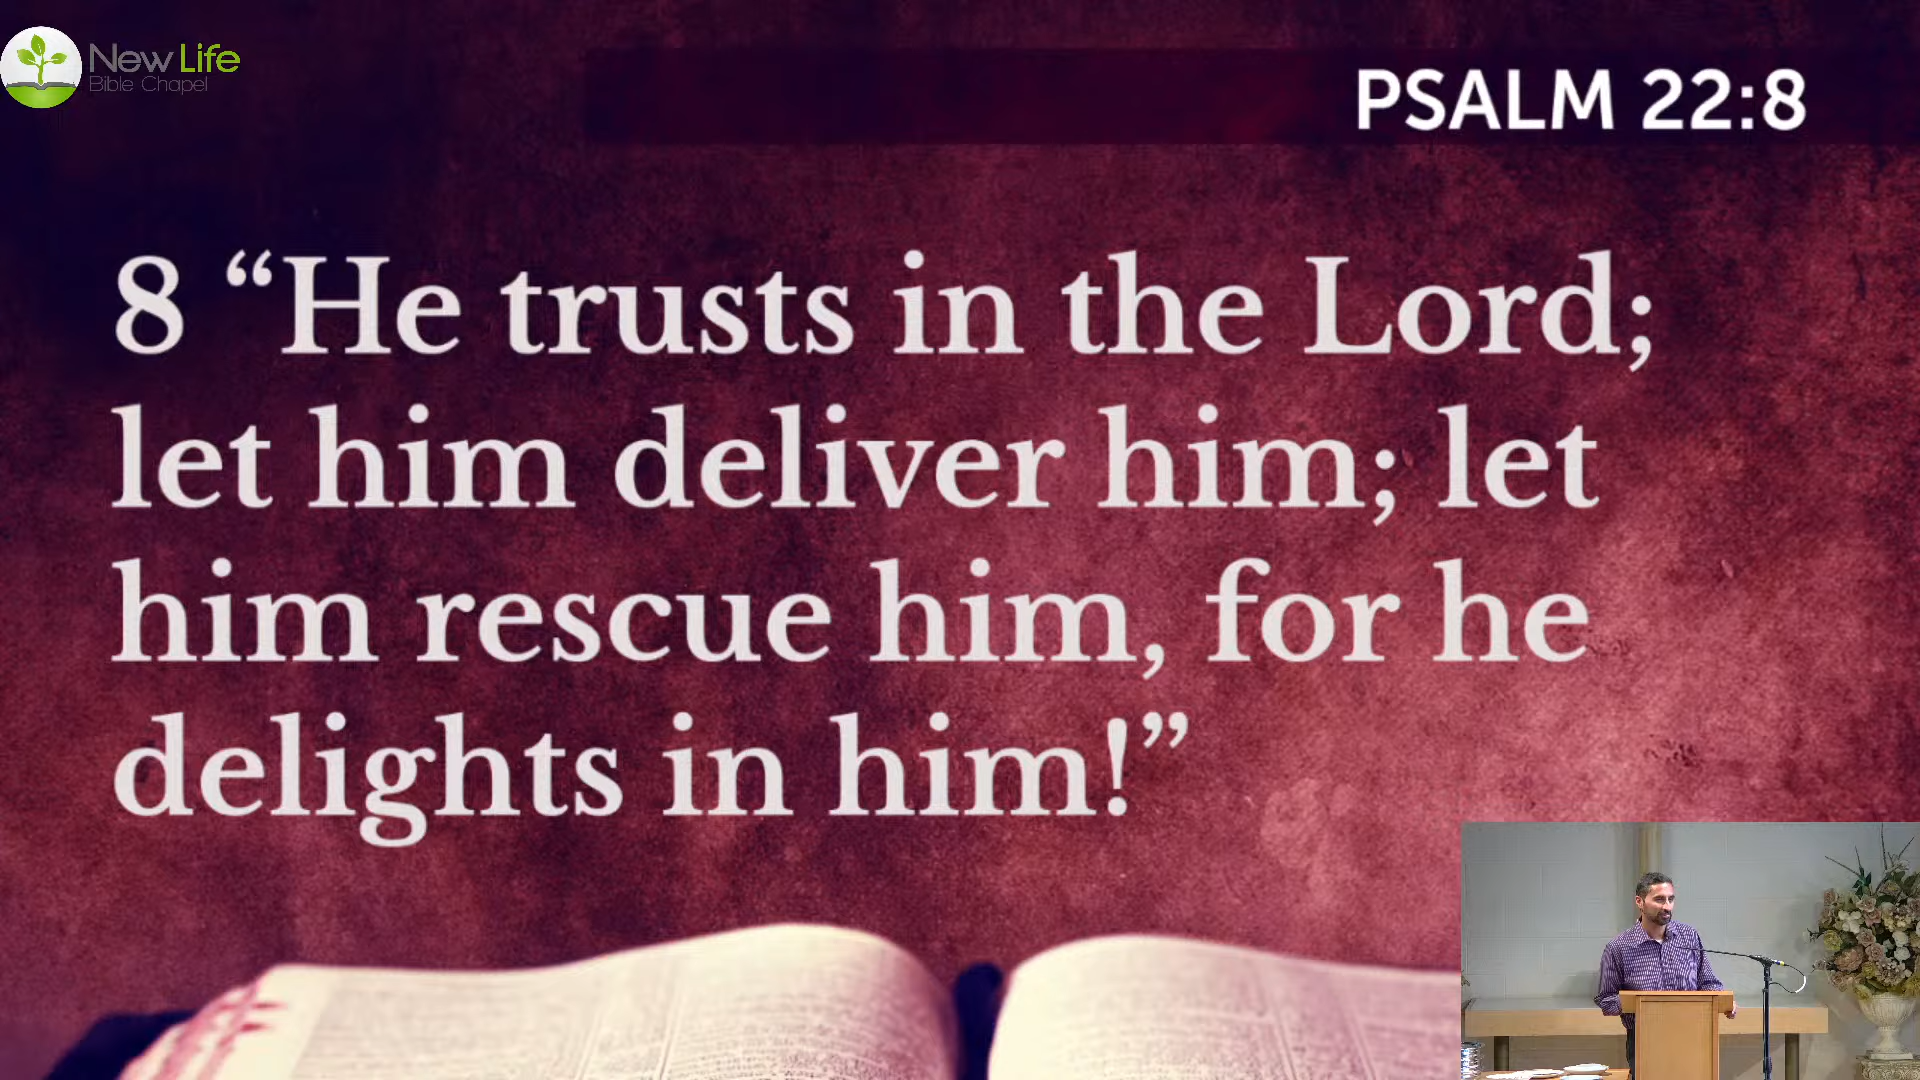 New Life
Bible Chapel
PSALM 22:8
8 “He trusts in the Lord;
let him deliver him; let
him rescue him, for he
delights in him!”